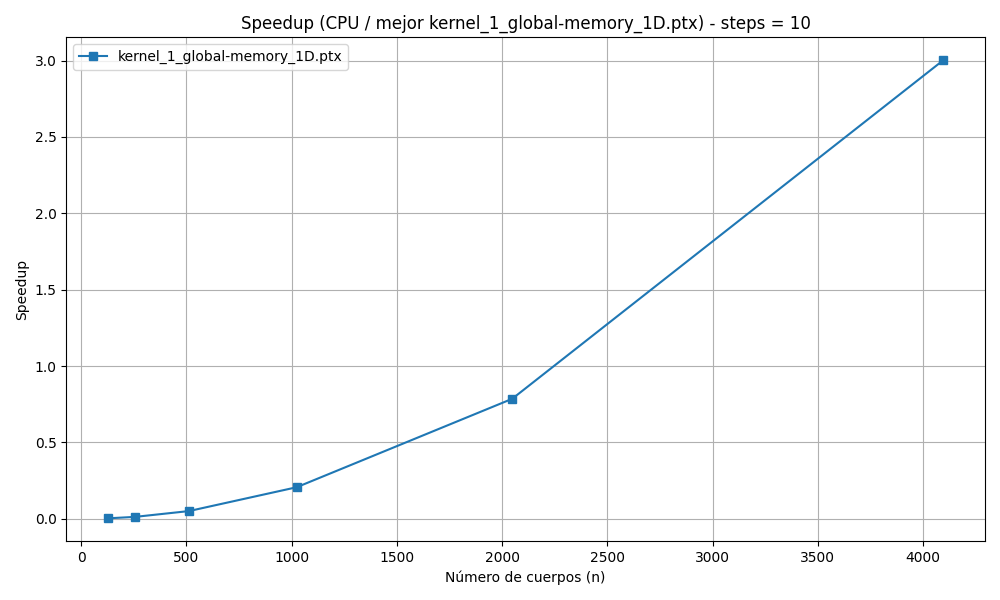 Speedup (CPU / mejor kernel_1_global-memory_1D.ptx) - steps = 10
kernel_1_global-memory_1D.ptx
3.0
2.5
2.0
1.5
1.0
0.5
0.0
Speedup
0 500 1000 1500 2000 2500 3000 3500 4000
Número de cuerpos (n)